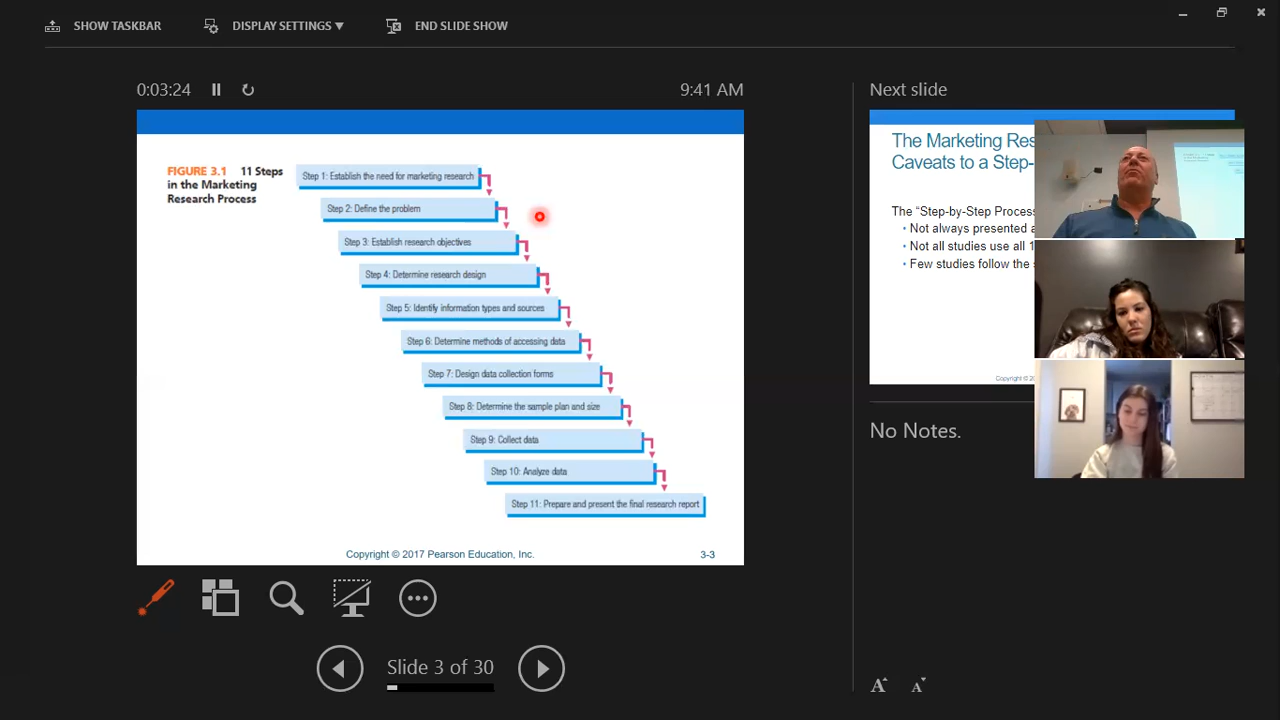 SHOW TASKBAR
DISPLAY SETTINGS ▼
END SLIDE SHOW
0:03:24
9:41 AM
FIGURE 3.1 11 Steps
in the Marketing
Research Process
Step 1: Establish the need for marketing research
Step 2: Define the problem
Step 3: Establish research objectives
Step 4: Determine research design
Step 5: Identify information types and sources
Step 6: Determine methods of accessing data
Step 7: Design data collection forms
Step 8: Determine the sample plan and size
Step 9: Collect data
Step 10: Analyze data
Step 11: Prepare and present the final research report
Copyright © 2017 Pearson Education, Inc.
3-3
Slide 3 of 30
Next slide
The Marketing Res
Caveats to a Step-
The “Step-by-Step Process
• Not always presented a
• Not all studies use all 1
• Few studies follow the s
Copyright © 20
No Notes.
A
A